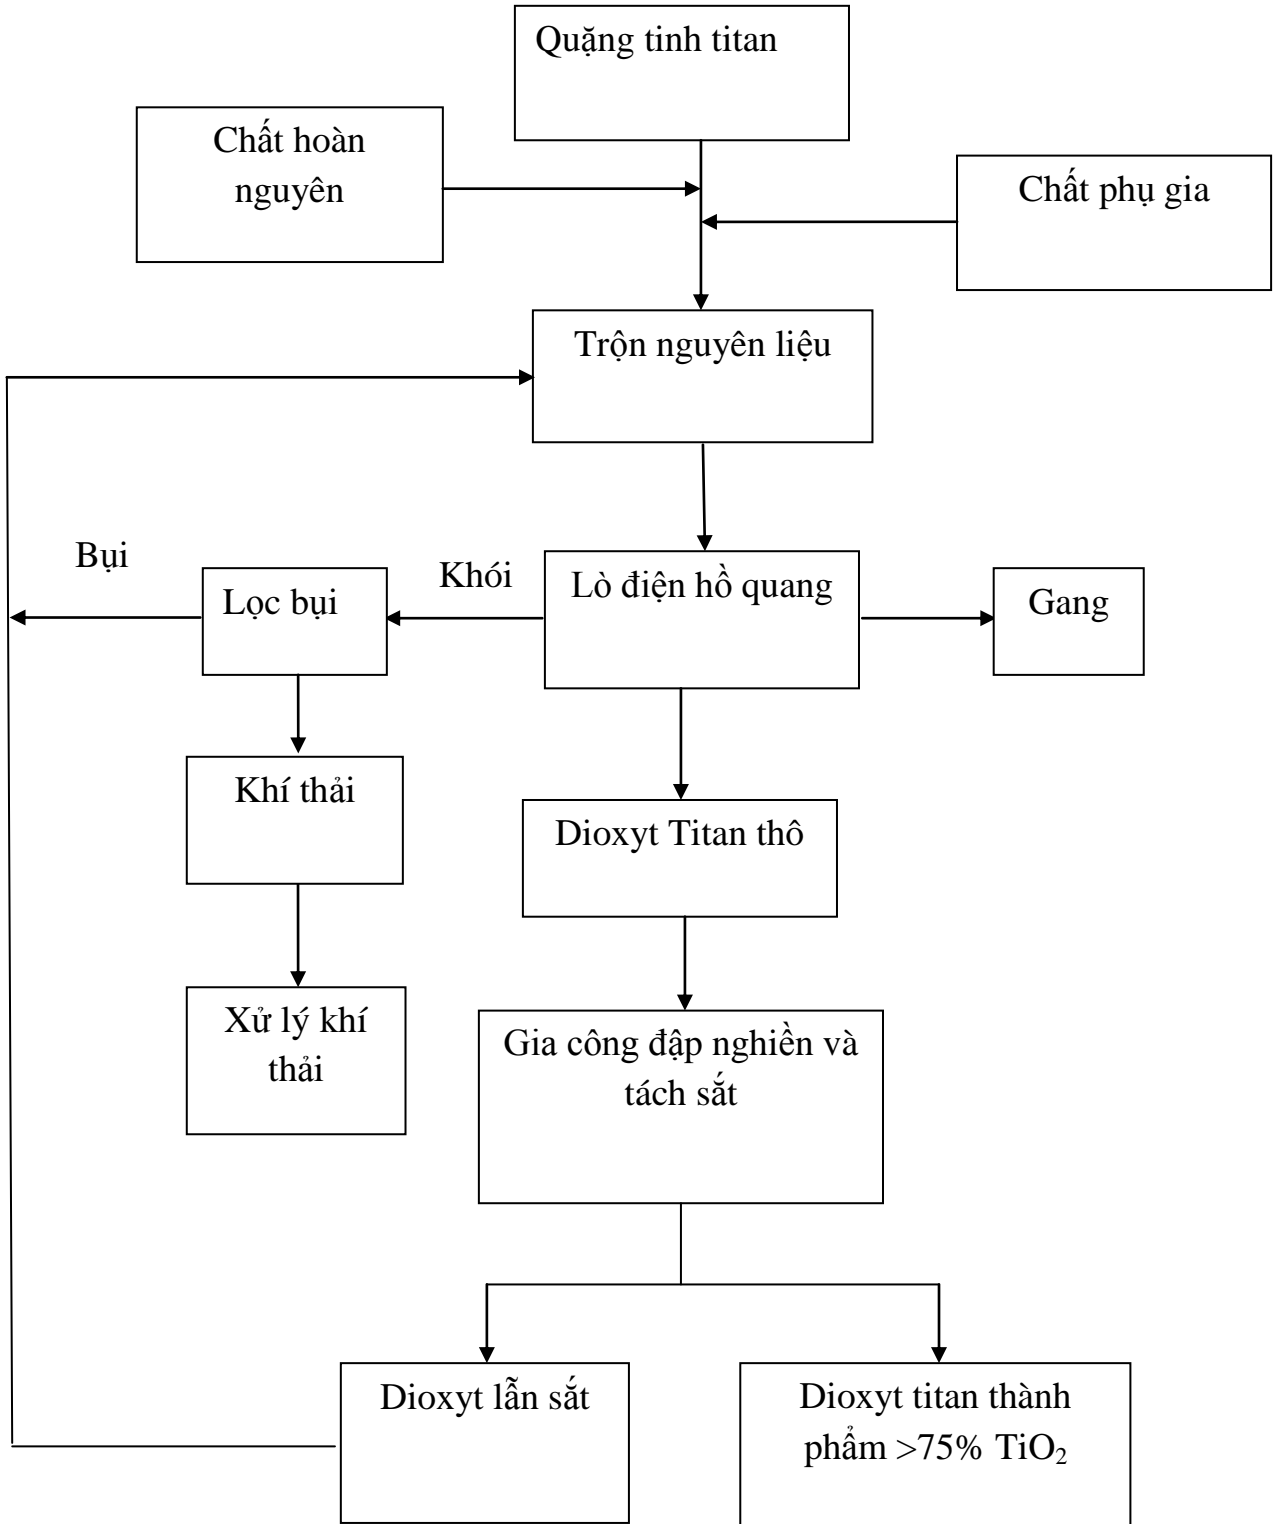 Quặng tinh titan
Chất hoàn
nguyên
Chất phụ gia
Trộn nguyên liệu
Bụi
Lọc bụi
Khói
Lò điện hồ quang
Gang
Khí thải
Dioxyt Titan thô
Xử lý khí
thải
Gia công đập nghiền và
tách sắt
Dioxyt lẫn sắt
Dioxyt titan thành
phẩm >75% TiO₂